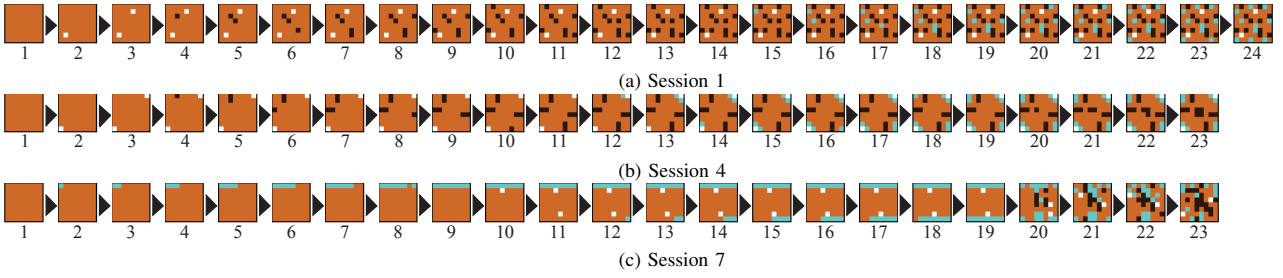 1 2 3 4 5 6 7 8 9 10 11 12 13 14 15 16 17 18 19 20 21 22 23 24
(a) Session 1
1 2 3 4 5 6 7 8 9 10 11 12 13 14 15 16 17 18 19 20 21 22 23
(b) Session 4
1 2 3 4 5 6 7 8 9 10 11 12 13 14 15 16 17 18 19 20 21 22 23
(c) Session 7